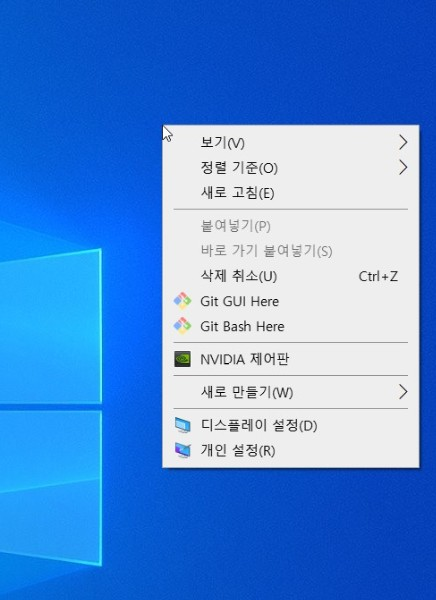 보기(V)
정렬 기준(O)
새로 고침(E)
붙여넣기(P)
바로 가기 붙여넣기(S)
삭제 취소(U) Ctrl+Z
Git GUI Here
Git Bash Here
NVIDIA 제어판
새로 만들기(W)
디스플레이 설정(D)
개인 설정(R)